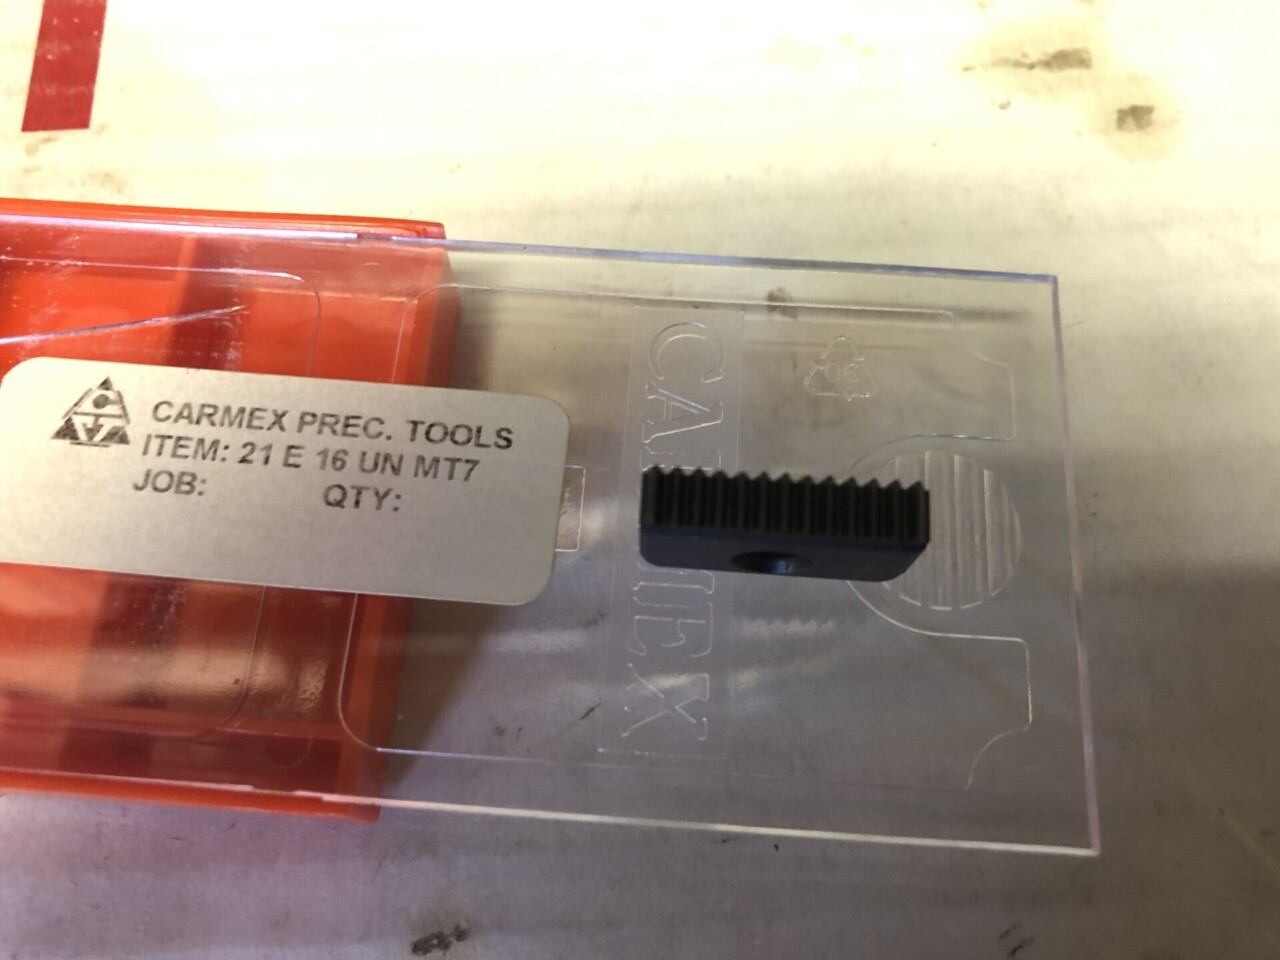 CARMEX PREC. TOOLS
ITEM: 21 E 16 UN MT7
JOB: QTY:
CARMEX